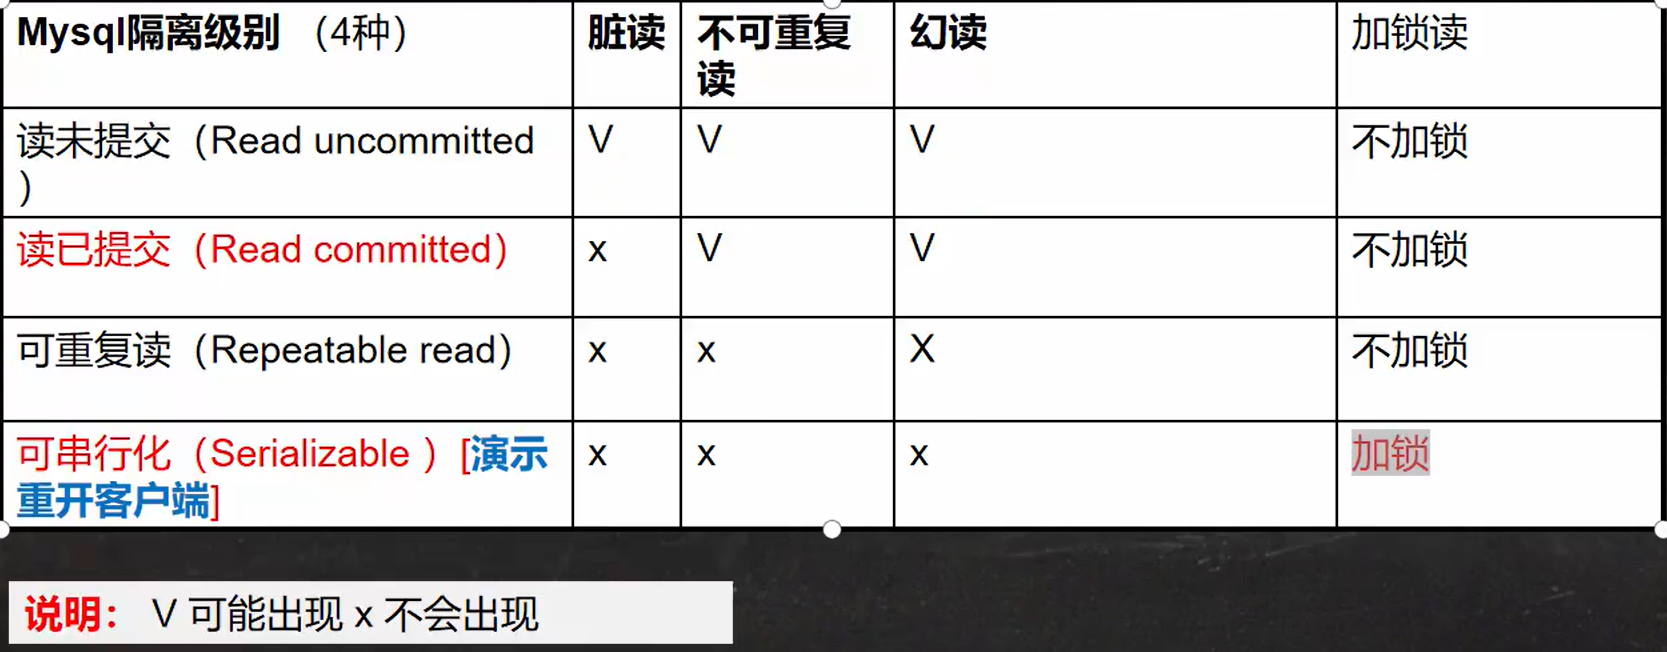 Mysql隔离级别 （4种） 脏读 不可重复 幻读 加锁读
读
读未提交（Read uncommitted V V V 不加锁
）
读已提交（Read committed） x V V 不加锁
可重复读（Repeatable read） x x X 不加锁
可串行化（Serializable ）[演示 x x x 加锁
重开客户端]
说明： V 可能出现 x 不会出现